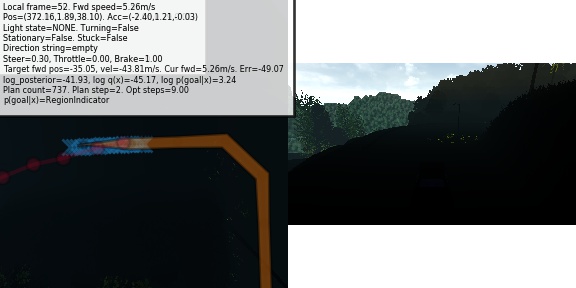 Local frame=52. Fwd speed=5.26m/s
Pos=(372.16,1.89,38.10). Acc=(-2.40,1.21,-0.03)
Light state=NONE. Turning=False
Stationary=False. Stuck=False
Direction string=empty
Steer=0.30, Throttle=0.00, Brake=1.00
Target fwd pos=-35.05, vel=-43.81m/s. Cur fwd=5.26m/s. Err=-49.07
log_posterior=-41.93, log q(x)=-45.17, log p(goal|x)=3.24
Plan count=737. Plan step=2. Opt steps=9.00
p(goal|x)=RegionIndicator